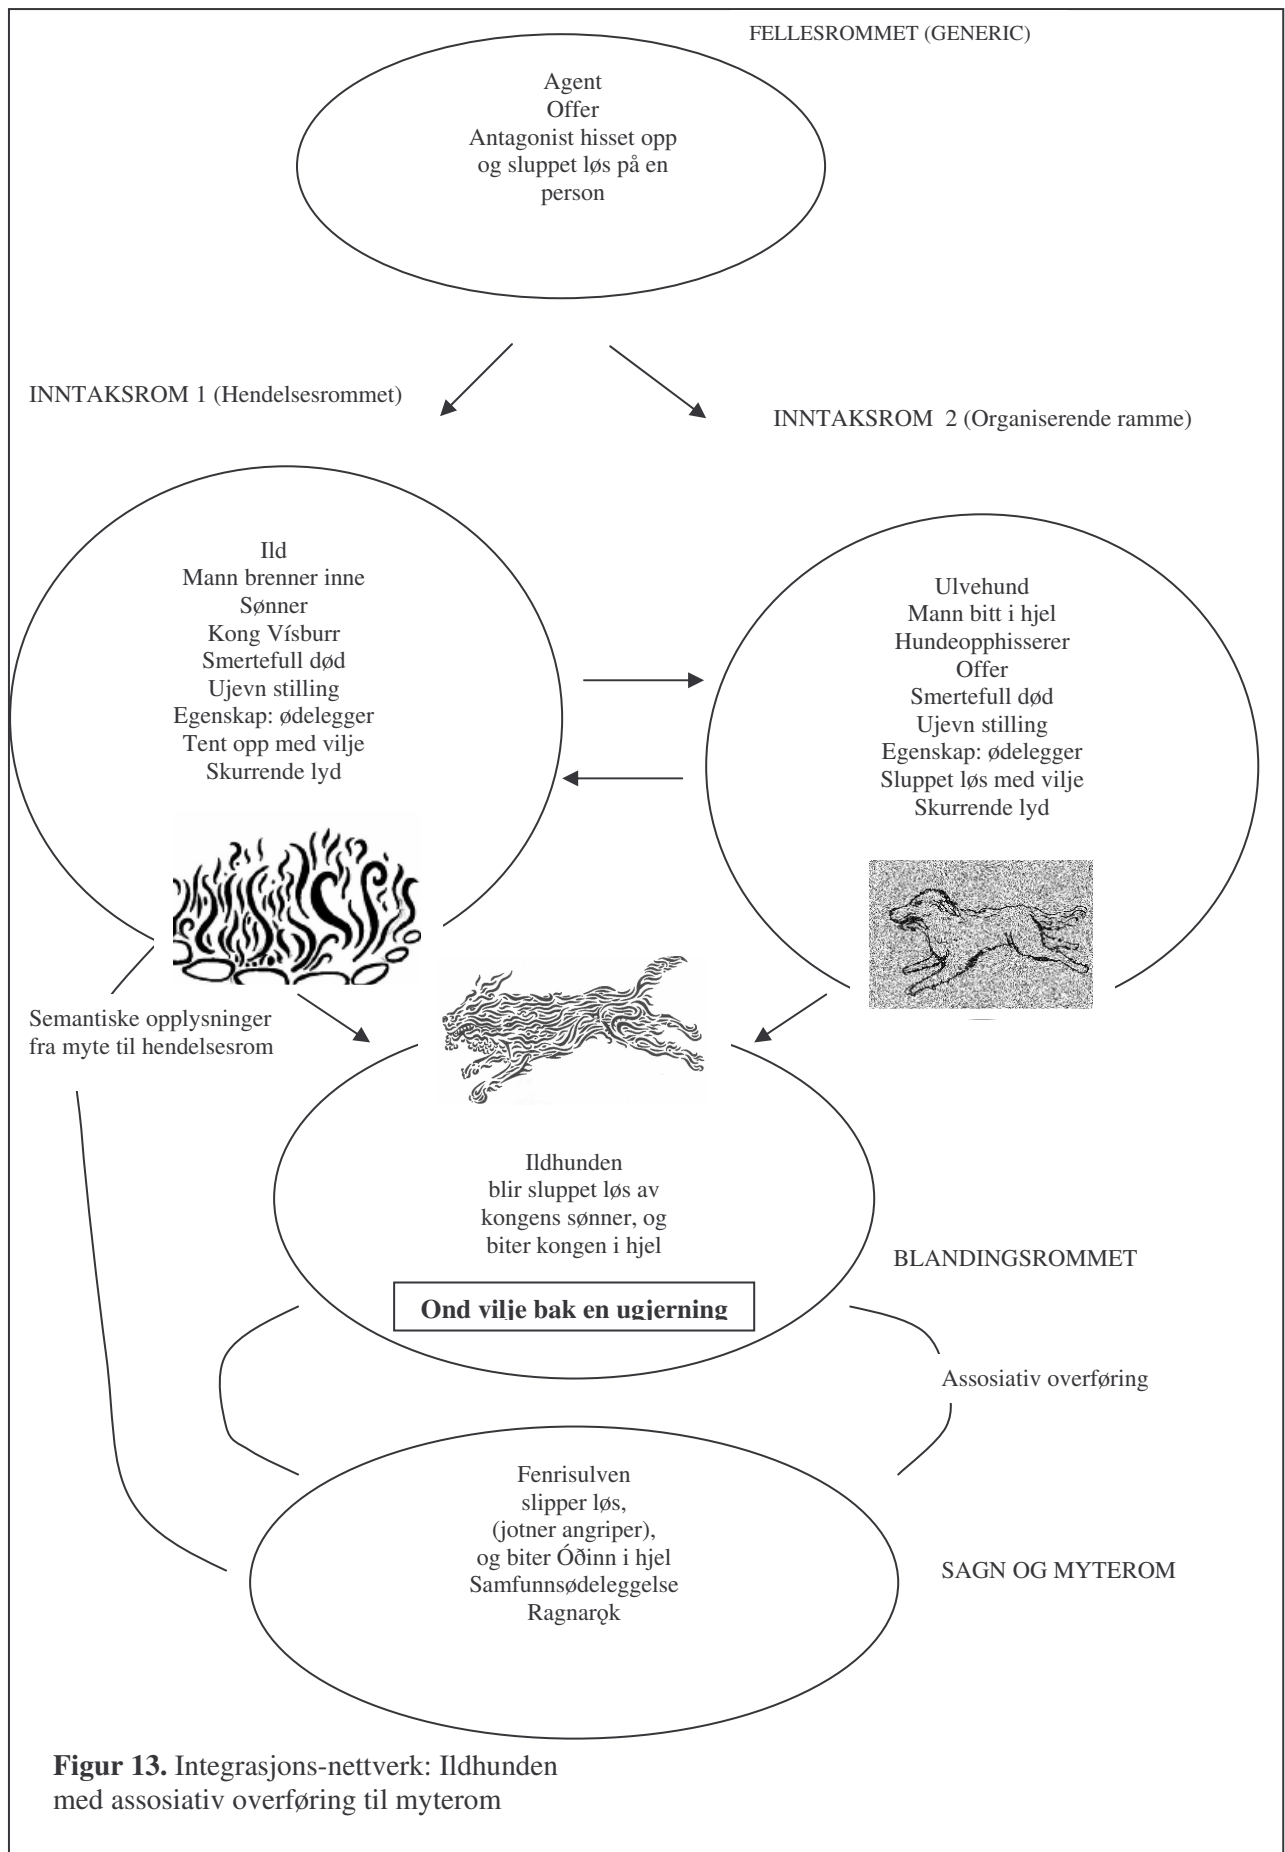 FELLESROMMET (GENERIC)
Agent
Offer
Antagonist hisset opp
og sluppet løs på en
person
INNTAKSROM 1 (Hendelsesrommet)
INNTAKSROM 2 (Organiserende ramme)
Ild
Mann brenner inne
Sønner
Kong Vísburr
Smertefull død
Ujevn stilling
Egenskap: ødelegger
Tent opp med vilje
Skurrende lyd
Ulvehund
Mann bitt i hjel
Hundeopphisserer
Offer
Smertefull død
Ujevn stilling
Egenskap: ødelegger
Sluppet løs med vilje
Skurrende lyd
Semantiske opplysninger
fra myte til hendelsesrom
Ildhunden
blir sluppet løs av
kongens sønner, og
biter kongen i hjel
BLANDINGSROMMET
Ond vilje bak en ugjerning
Assosiativ overføring
Fenrisulven
slipper løs,
(jotner angriper),
og biter Óðinn i hjel
Samfunnsødeleggelse
Ragnarǫk
SAGN OG MYTEROM
Figur 13. Integrasjons-nettverk: Ildhunden
med assosiativ overføring til myterom